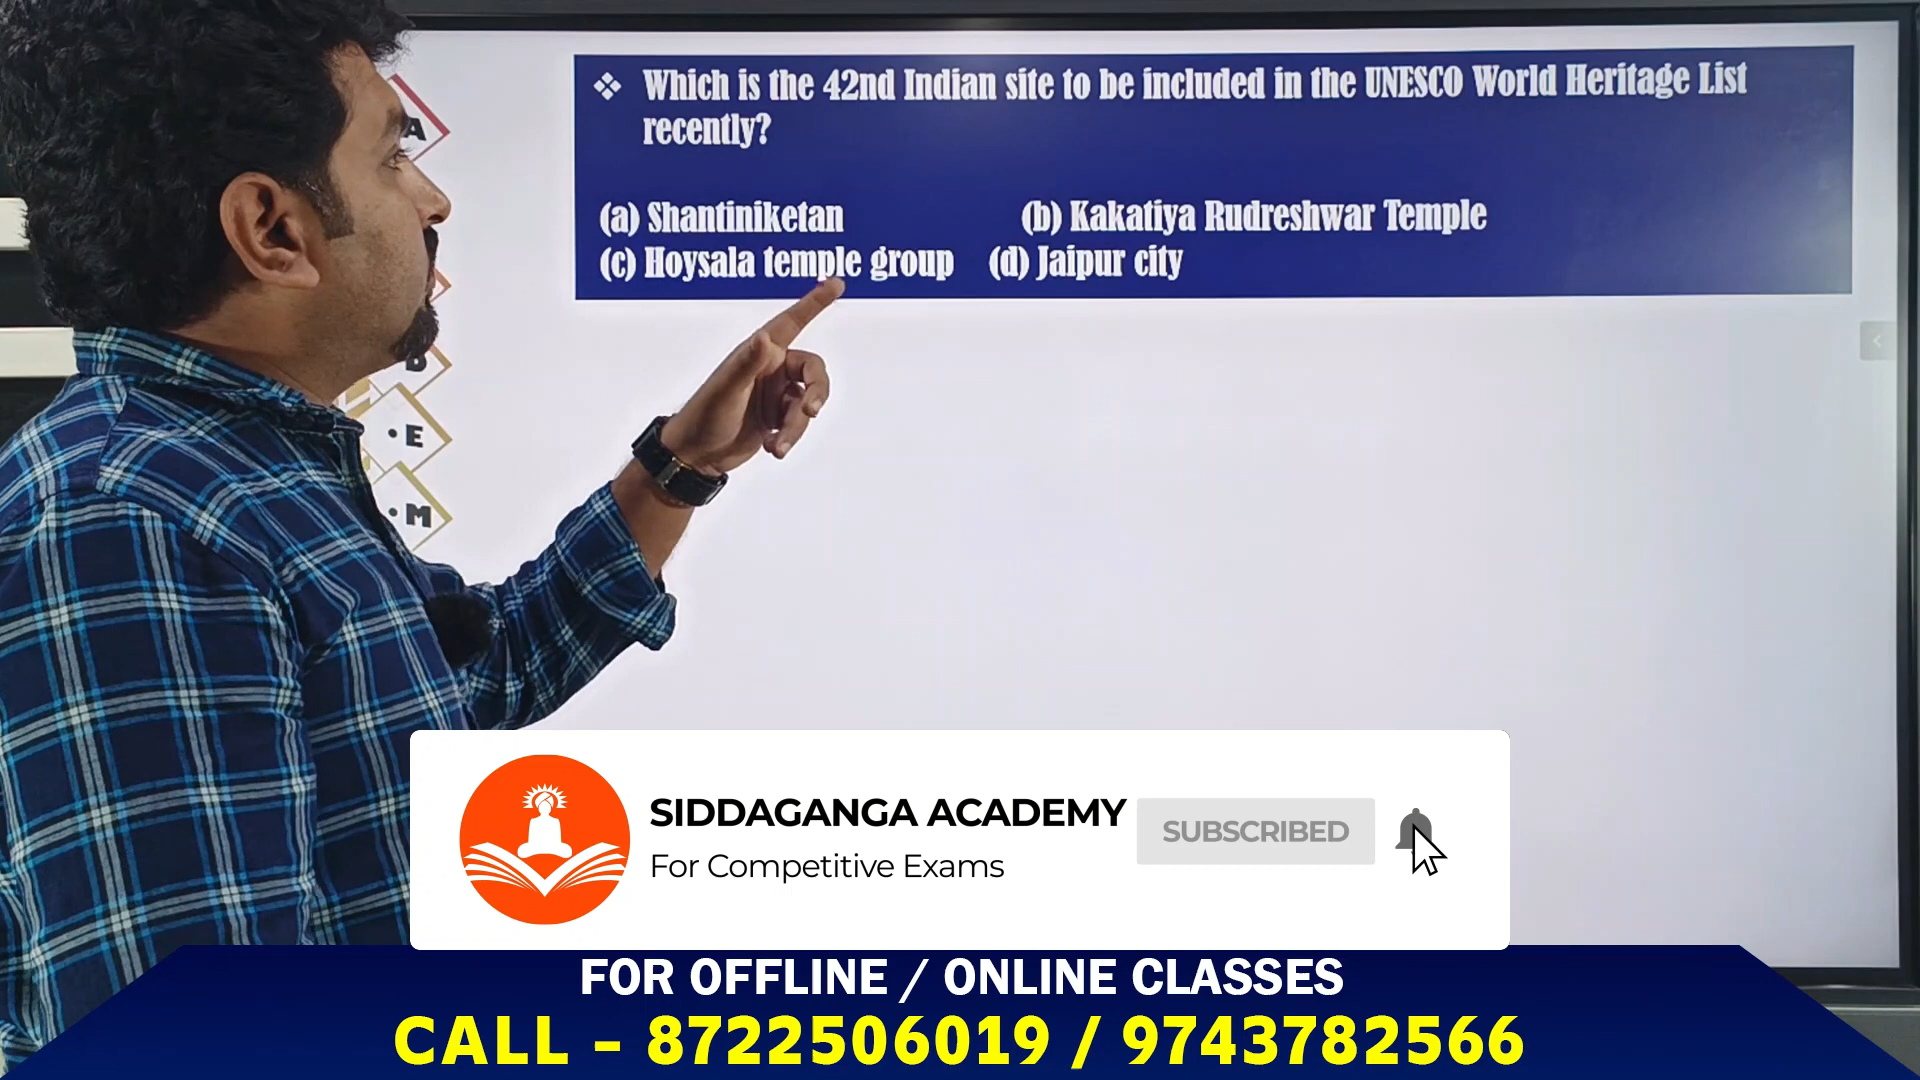 ❖ Which is the 42nd Indian site to be included in the UNESCO World Heritage List
recently?
(a) Shantiniketan (b) Kakatiya Rudreshwar Temple
(c) Hoysala temple group (d) Jaipur city
A
B
• E
• M
SIDDAGANGA ACADEMY
For Competitive Exams
SUBSCRIBED
FOR OFFLINE / ONLINE CLASSES
CALL – 8722506019 / 9743782566